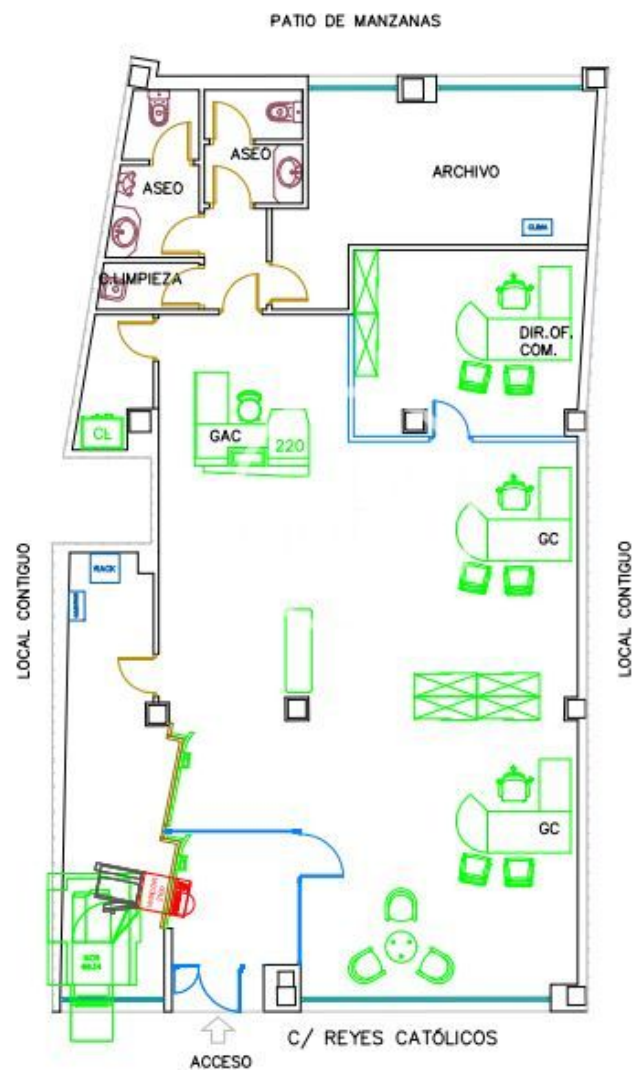 PATIO DE MANZANAS
ASEO
ASEO
ARCHIVO
CLIMA
C.LIMPIEZA
DIR.OF.
COM.
CL
GAC
220
GC
LOCAL CONTIGUO
LOCAL CONTIGUO
RACK
GC
C/ REYES CATÓLICOS
ACCESO